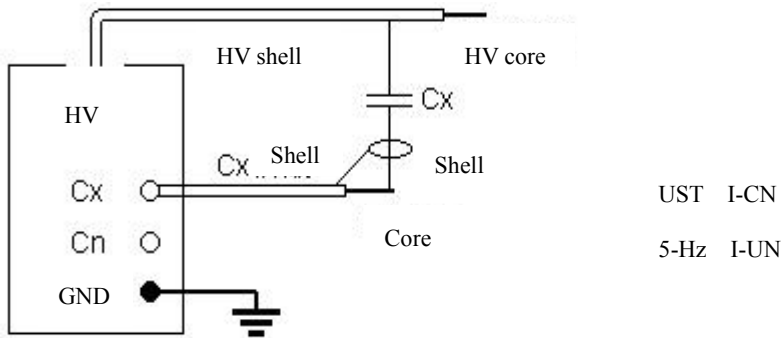 HV shell HV core
HV
Cx
Cx Shell
Shell
Cx
Cn
Core
GND
UST I-CN
5-Hz I-UN